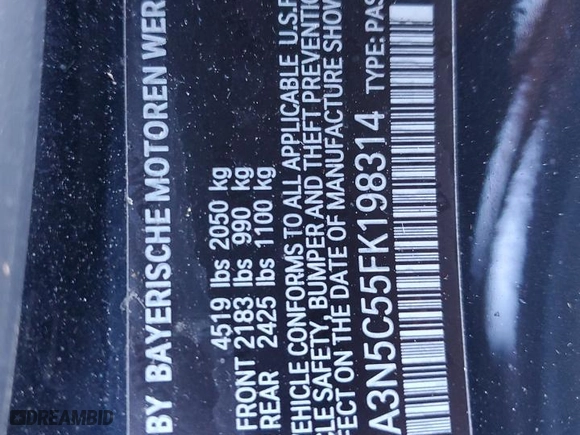 BY BAYERISCHE MOTOREN WER
4519 lbs 2050 kg
FRONT 2183 lbs 990 kg
REAR 2425 lbs 1100 kg
VEHICLE CONFORMS TO ALL APPLICABLE U.S.F
CLE SAFETY, BUMPER AND THEFT PREVENTIO
FECT ON THE DATE OF MANUFACTURE SHOW
A3N5C55FK198314 TYPE: PAS
DREAMBID